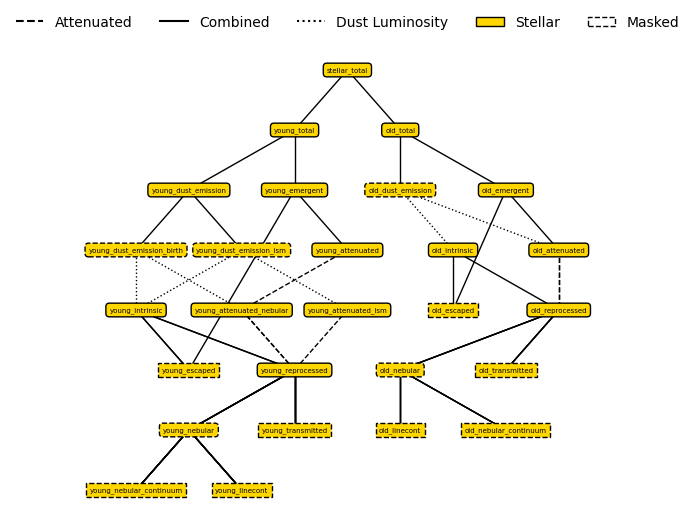 Attenuated Combined Dust Luminosity Stellar Masked
stellar_total
young_total old_total
young_dust_emission young_emergent old_dust_emission old_emergent
young_dust_emission_birth young_dust_emission_ism young_attenuated old_intrinsic old_attenuated
young_intrinsic young_attenuated_nebular young_attenuated_ism old_escaped old_reprocessed
young_escaped young_reprocessed old_nebular old_transmitted
young_nebular young_transmitted old_linecont old_nebular_continuum
young_nebular_continuum young_linecont